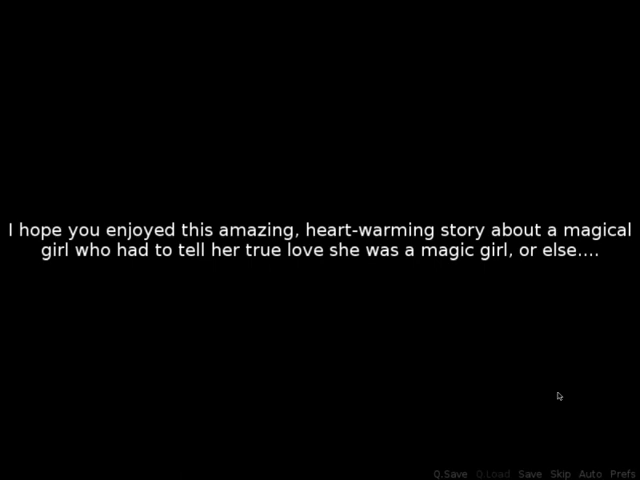 I hope you enjoyed this amazing, heart-warming story about a magical
girl who had to tell her true love she was a magic girl, or else....
Q.Save Q.Load Save Skip Auto Prefs